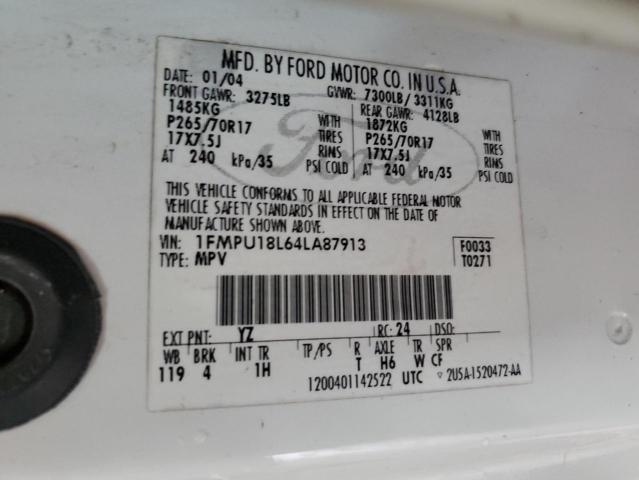 MFD. BY FORD MOTOR CO. IN U.S.A.
DATE: 01/04 GVWR: 7300LB/ 3311KG
FRONT GAWR: 3275LB REAR GAWR: 4128LB
1485KG WITH 1872KG WITH
P265/70R17 TIRES P265/70R17 TIRES
17X7.5J RIMS 17X7.5J RIMS
AT 240 kPa/35 PSI COLD AT 240 kPa/35 PSI COLD
Ford
THIS VEHICLE CONFORMS TO ALL APPLICABLE FEDERAL MOTOR
VEHICLE SAFETY STANDARDS IN EFFECT ON THE DATE OF
MANUFACTURE SHOWN ABOVE.
VIN: 1FMPU18L64LA87913 F0033
TYPE: MPV T0271
EXT PNT: YZ RC: 24 DSO:
WB BRK INT TR TP/PS R AXLE TR SPR
119 4 1H T H6 W CF
1200401142522 UTC 2U5A-1520472-AA